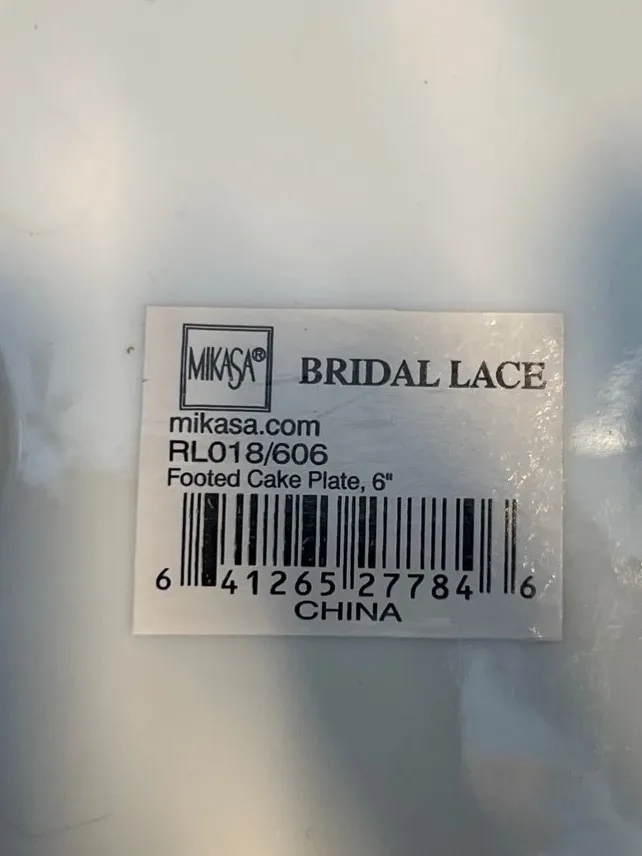 MIKASA®
BRIDAL LACE
mikasa.com
RL018/606
Footed Cake Plate, 6"
6 41265 27784 6
CHINA